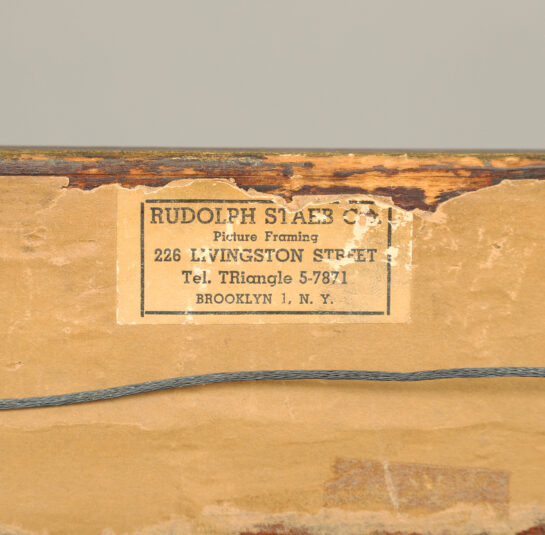 RUDOLPH STAEB CO.
Picture Framing
226 LIVINGSTON STREET
Tel. TRiangle 5-7871
BROOKLYN 1, N. Y.